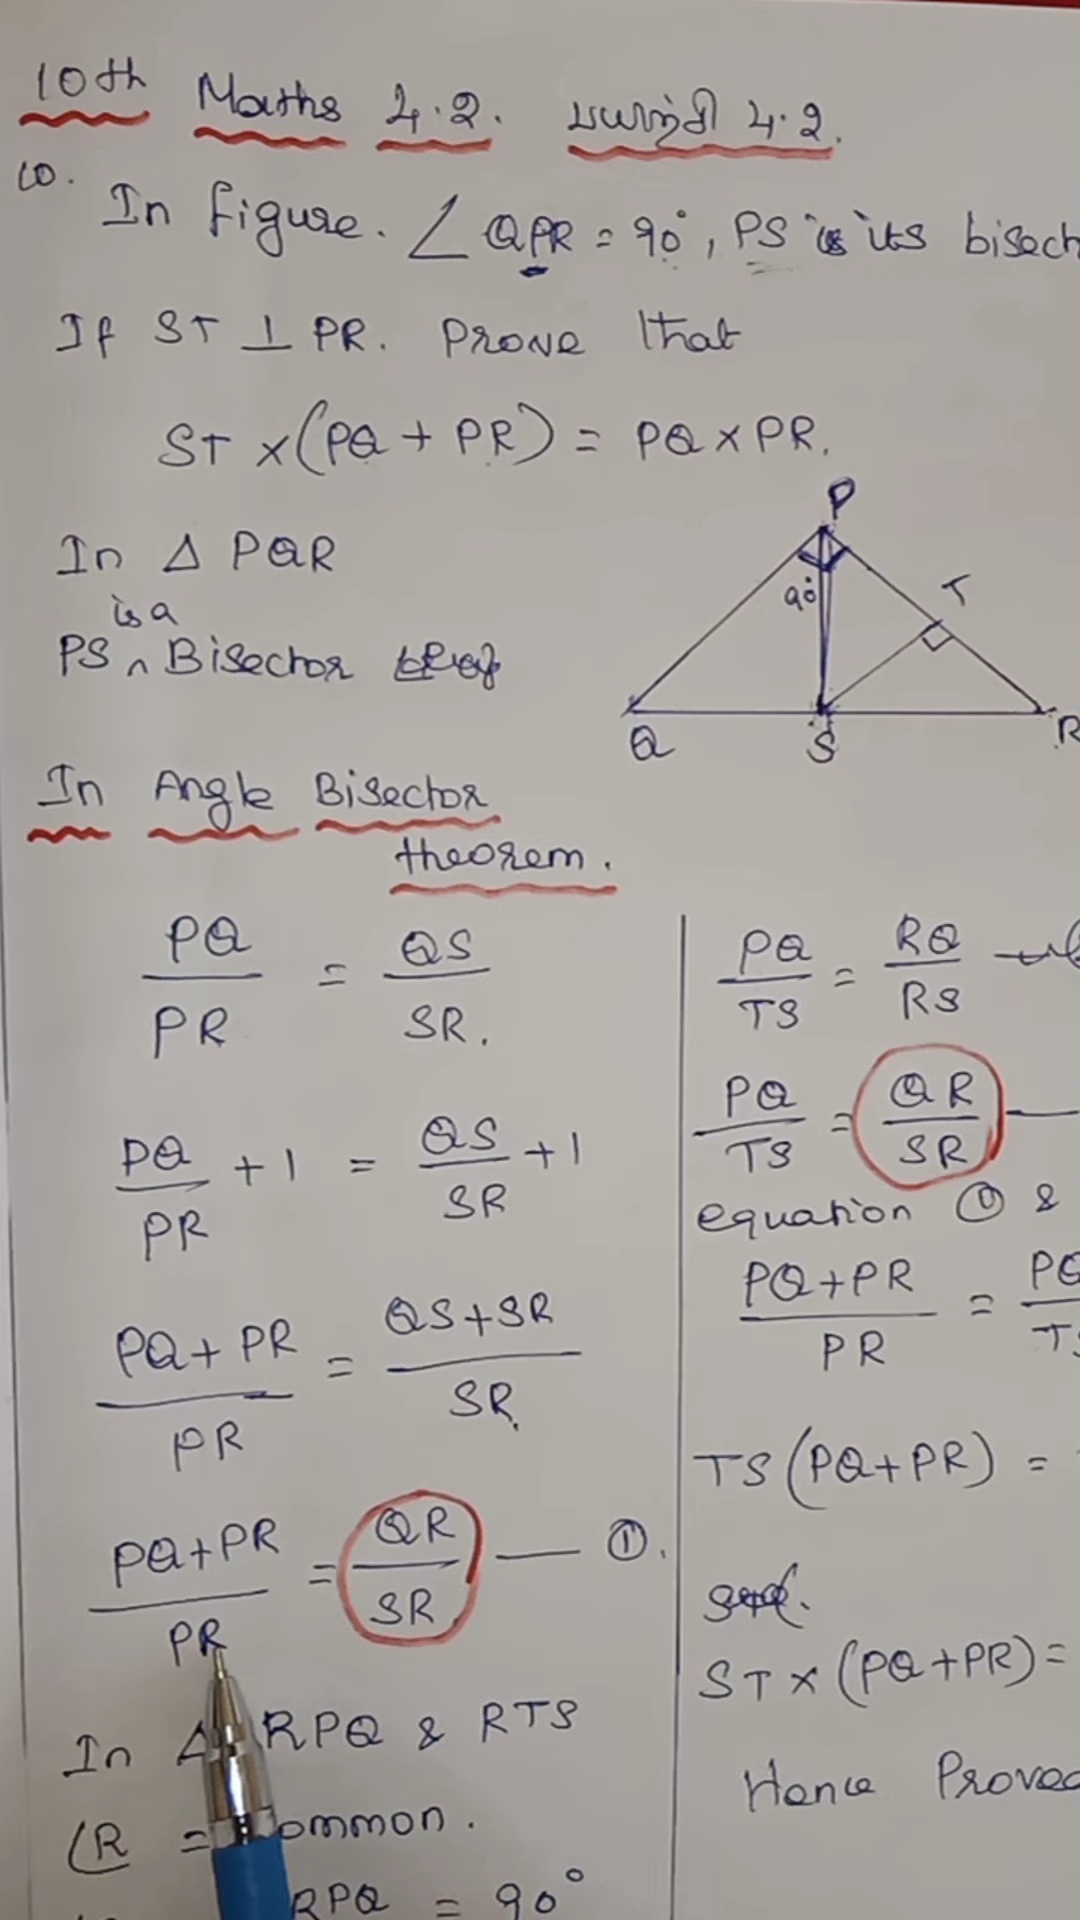 10th Maths 4.2. பயிற்சி 4.2.
10.
In figure. ∠QPR = 90°, PS is its bisect
If ST ⊥ PR. Prove that
ST × (PQ + PR) = PQ × PR.
In Δ PQR
is a
PS ∧ Bisector
P
90°
T
Q
S
R
In Angle Bisector
theorem.
PQ/PR = QS/SR.
PQ/PR + 1 = QS/SR + 1
PQ + PR/PR = QS + SR/SR
PQ + PR/PR = QR/SR — ①.
In Δ RPQ & RTS
∠R = Common.
RPQ = 90°
PQ/TS = RQ/RS
PQ/TS = QR/SR —
equation ① &
PQ + PR/PR = PQ/TS
TS (PQ + PR) =
ST × (PQ + PR) =
Hence Proved